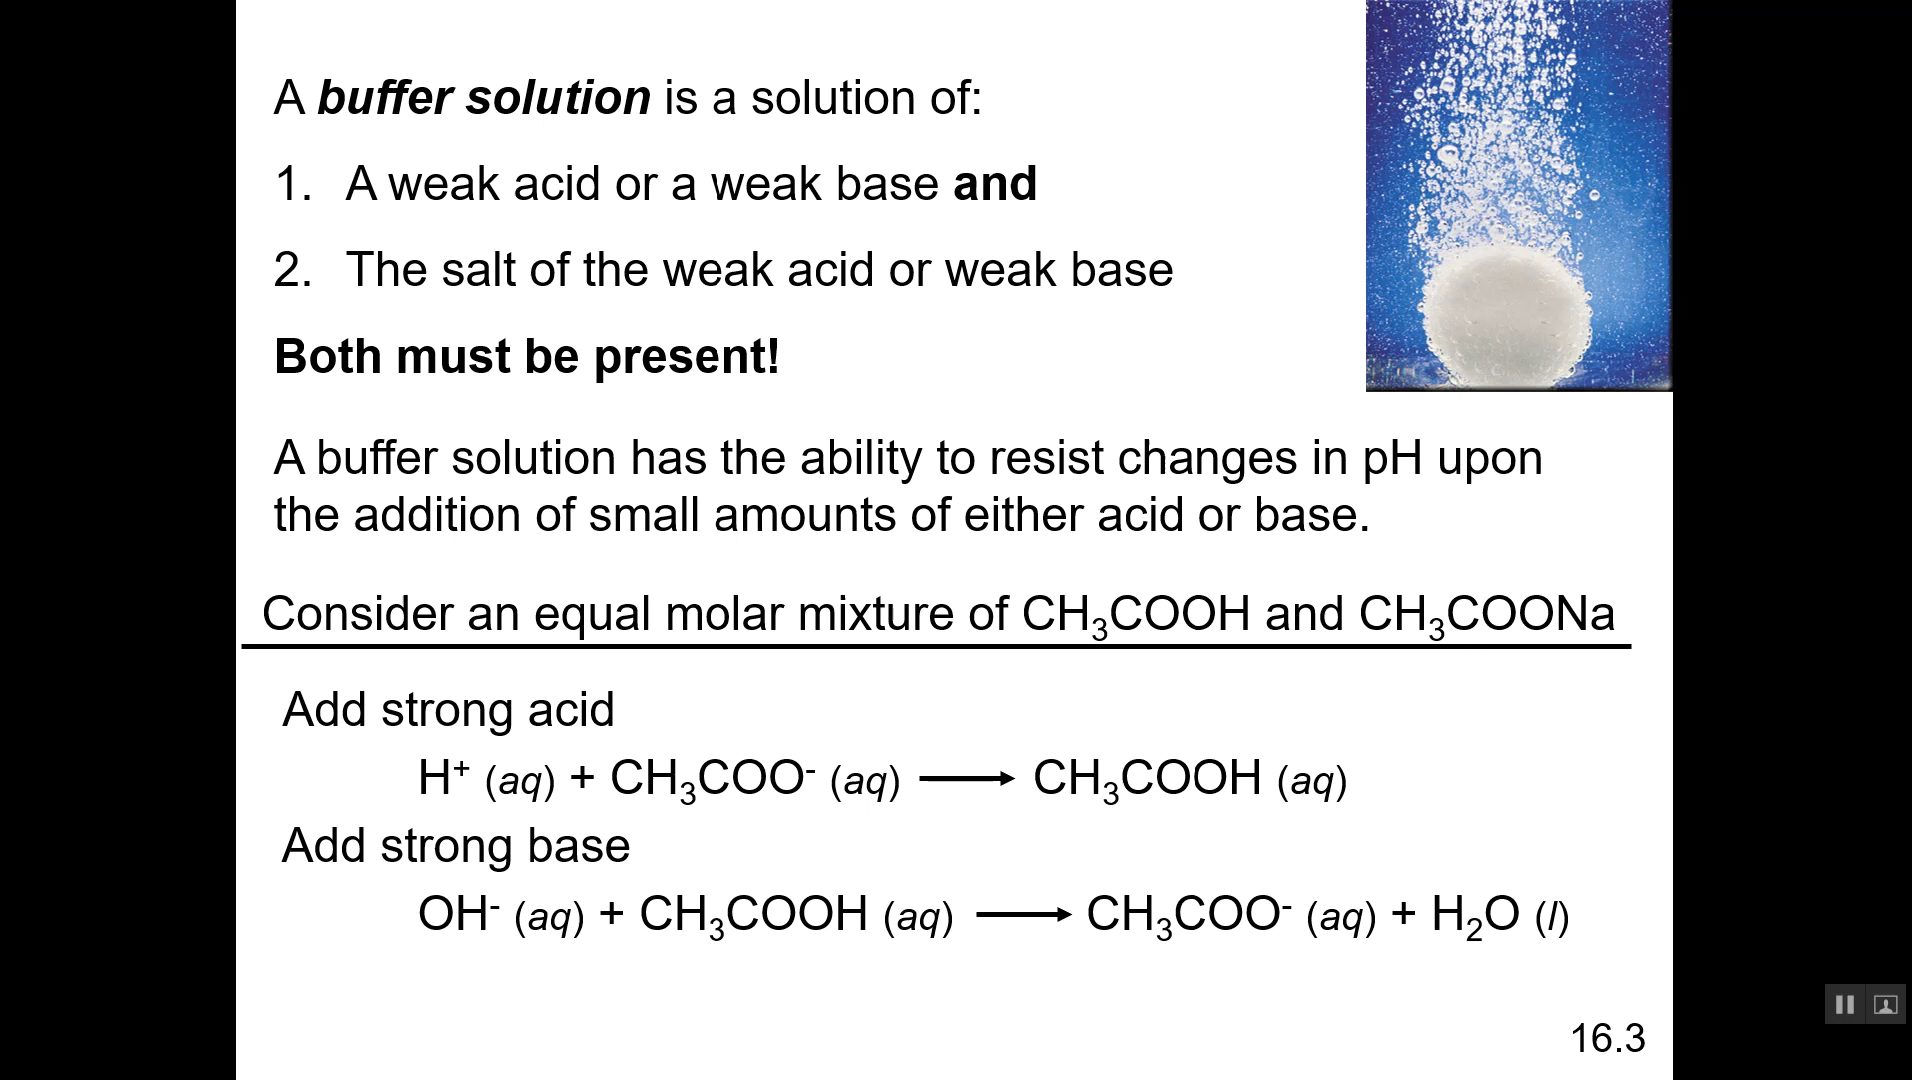 A buffer solution is a solution of:
1. A weak acid or a weak base and
2. The salt of the weak acid or weak base
Both must be present!
A buffer solution has the ability to resist changes in pH upon
the addition of small amounts of either acid or base.
Consider an equal molar mixture of CH₃COOH and CH₃COONa
Add strong acid
H⁺ (aq) + CH₃COO⁻ (aq) ⟶ CH₃COOH (aq)
Add strong base
OH⁻ (aq) + CH₃COOH (aq) ⟶ CH₃COO⁻ (aq) + H₂O (l)
16.3